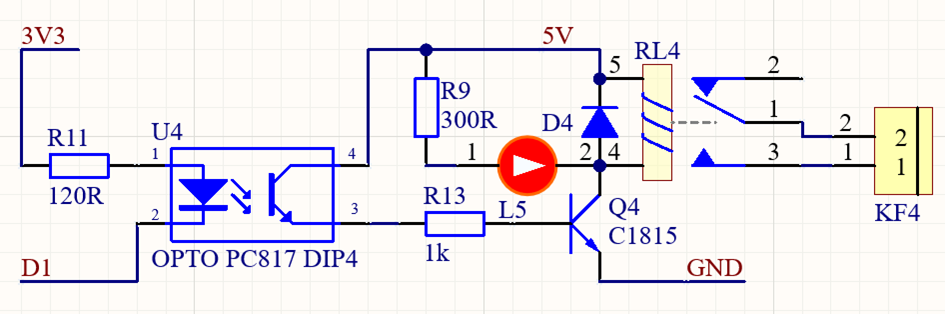 3V3
5V
RL4
5
2
R9
300R
D4
1
2
2
R11
U4
1
2
4
1
120R
1
2
4
3
1
3
R13
L5
Q4
KF4
2
1k
C1815
D1
OPTO PC817 DIP4
GND